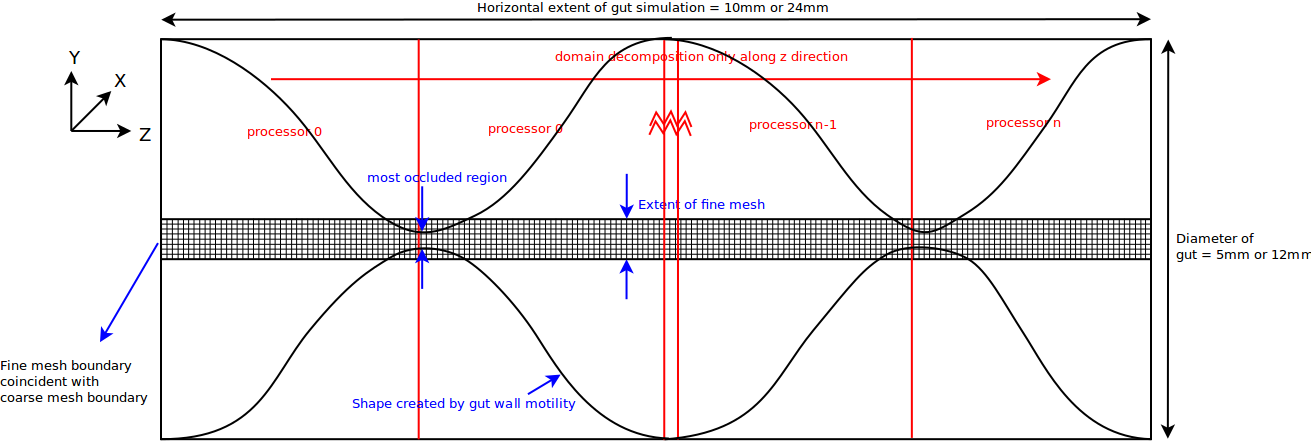 Horizontal extent of gut simulation = 10mm or 24mm
Y
X
Z
domain decomposition only along z direction
processor 0
processor 0
processor n-1
processor n
most occluded region
Extent of fine mesh
Diameter of
gut = 5mm or 12mm
Fine mesh boundary
coincident with
coarse mesh boundary
Shape created by gut wall motility